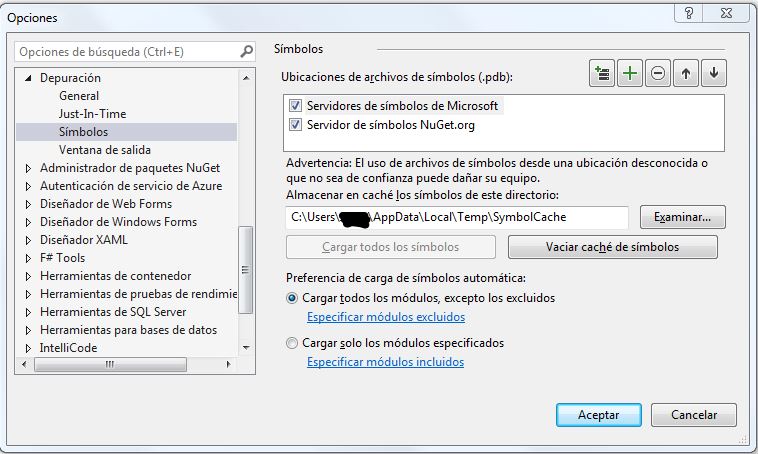 Opciones
Opciones de búsqueda (Ctrl+E)
Depuración
General
Just-In-Time
Símbolos
Ventana de salida
Administrador de paquetes NuGet
Autenticación de servicio de Azure
Diseñador de Web Forms
Diseñador de Windows Forms
Diseñador XAML
F# Tools
Herramientas de contenedor
Herramientas de pruebas de rendimie
Herramientas de SQL Server
Herramientas para bases de datos
IntelliCode
Símbolos
Ubicaciones de archivos de símbolos (.pdb):
Servidores de símbolos de Microsoft
Servidor de símbolos NuGet.org
Advertencia: El uso de archivos de símbolos desde una ubicación desconocida o
que no sea de confianza puede dañar su equipo.
Almacenar en caché los símbolos de este directorio:
C:\Users\ \AppData\Local\Temp\SymbolCache
Examinar...
Cargar todos los símbolos
Vaciar caché de símbolos
Preferencia de carga de símbolos automática:
Cargar todos los módulos, excepto los excluidos
Especificar módulos excluidos
Cargar solo los módulos especificados
Especificar módulos incluidos
Aceptar
Cancelar